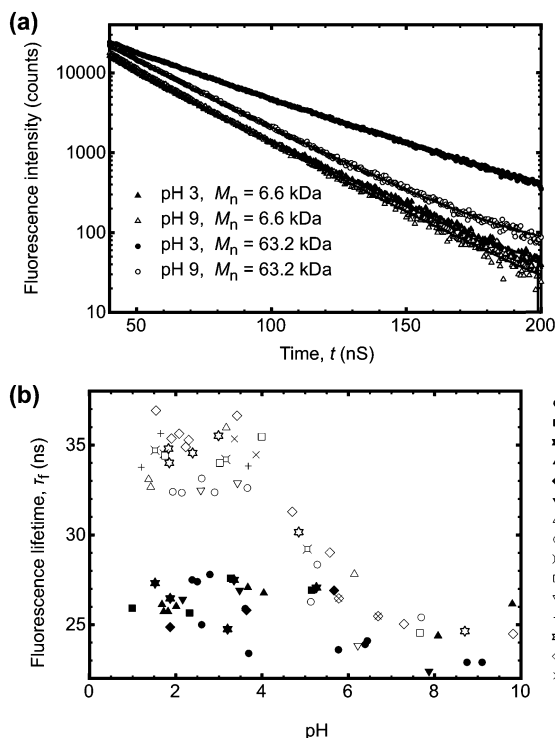 (a)
Fluorescence intensity (counts)
10000
1000
100
10
pH 3, Mn = 6.6 kDa
pH 9, Mn = 6.6 kDa
pH 3, Mn = 63.2 kDa
pH 9, Mn = 63.2 kDa
50 100 150 200
Time, t (nS)
(b)
Fluorescence lifetime, τf (ns)
35
30
25
0 2 4 6 8 10
pH